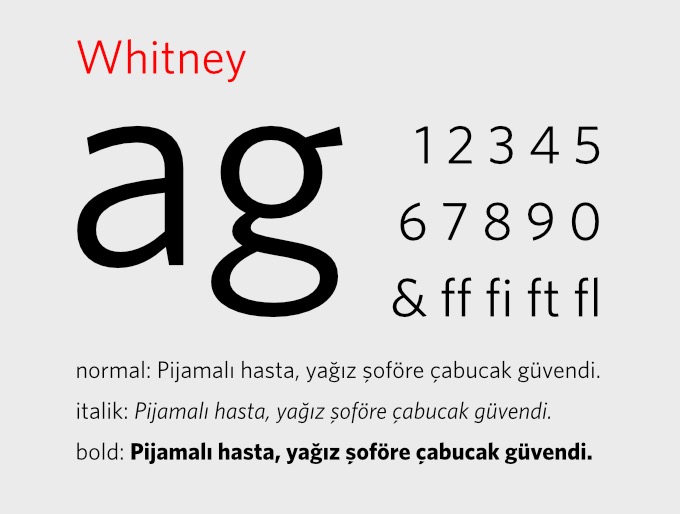 Whitney
ag
1 2 3 4 5
6 7 8 9 0
& ff fi ft fl
normal: Pijamalı hasta, yağız şoföre çabucak güvendi.
italik: Pijamalı hasta, yağız şoföre çabucak güvendi.
bold: Pijamalı hasta, yağız şoföre çabucak güvendi.